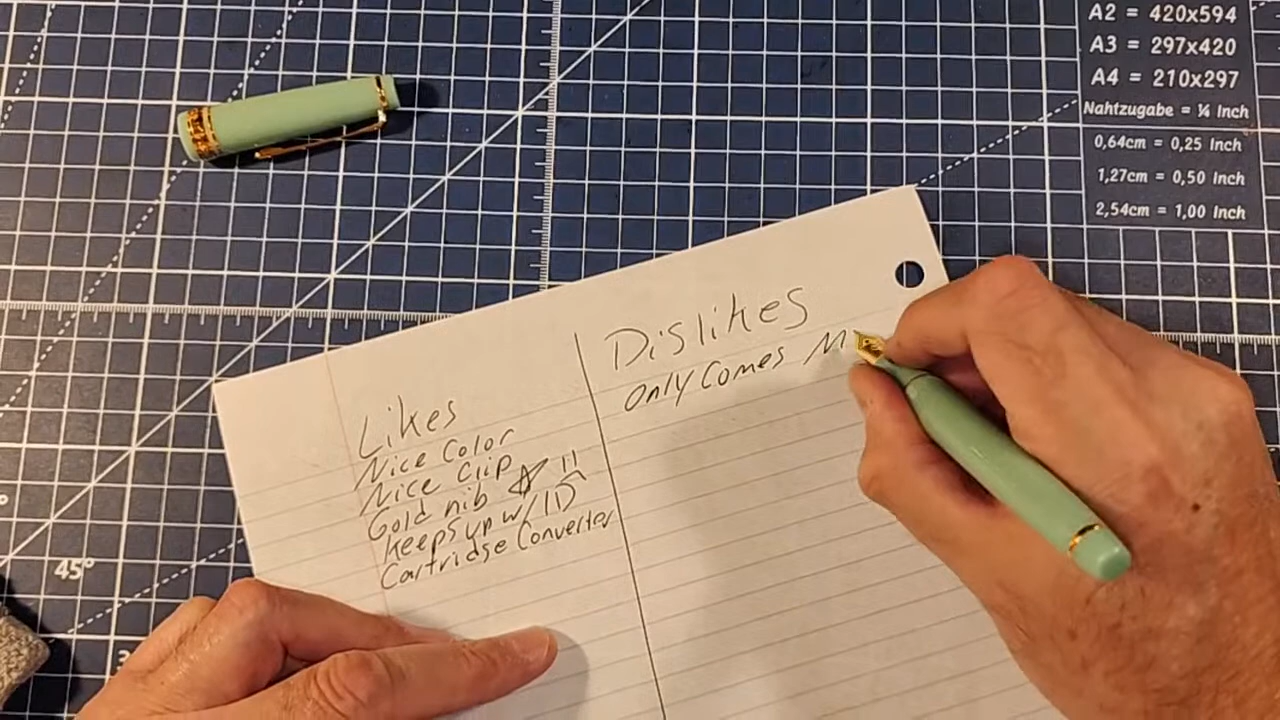 A2 = 420x594
A3 = 297x420
A4 = 210x297
Nahtzugabe = ¼ Inch
0,64cm = 0,25 Inch
1,27cm = 0,50 Inch
2,54cm = 1,00 Inch
45°
Likes
Nice Color
Nice Clip
Gold nib ☆
Keeps up w/
Cartridge Converter
Dislikes
Only Comes M